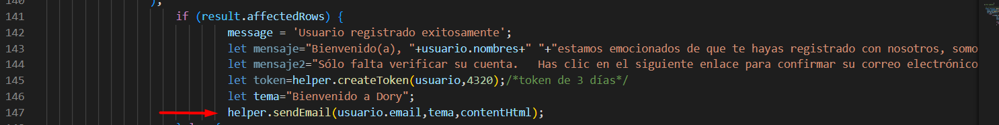 140 );
141 if (result.affectedRows) {
142 message = 'Usuario registrado exitosamente';
143 let mensaje="Bienvenido(a), "+usuario.nombres+" "+"estamos emocionados de que te hayas registrado con nosotros, somo
144 let mensaje2="Sólo falta verificar su cuenta.   Has clic en el siguiente enlace para confirmar su correo electrónico
145 let token=helper.createToken(usuario,4320);/*token de 3 días*/
146 let tema="Bienvenido a Dory";
147 helper.sendEmail(usuario.email,tema,contentHtml);